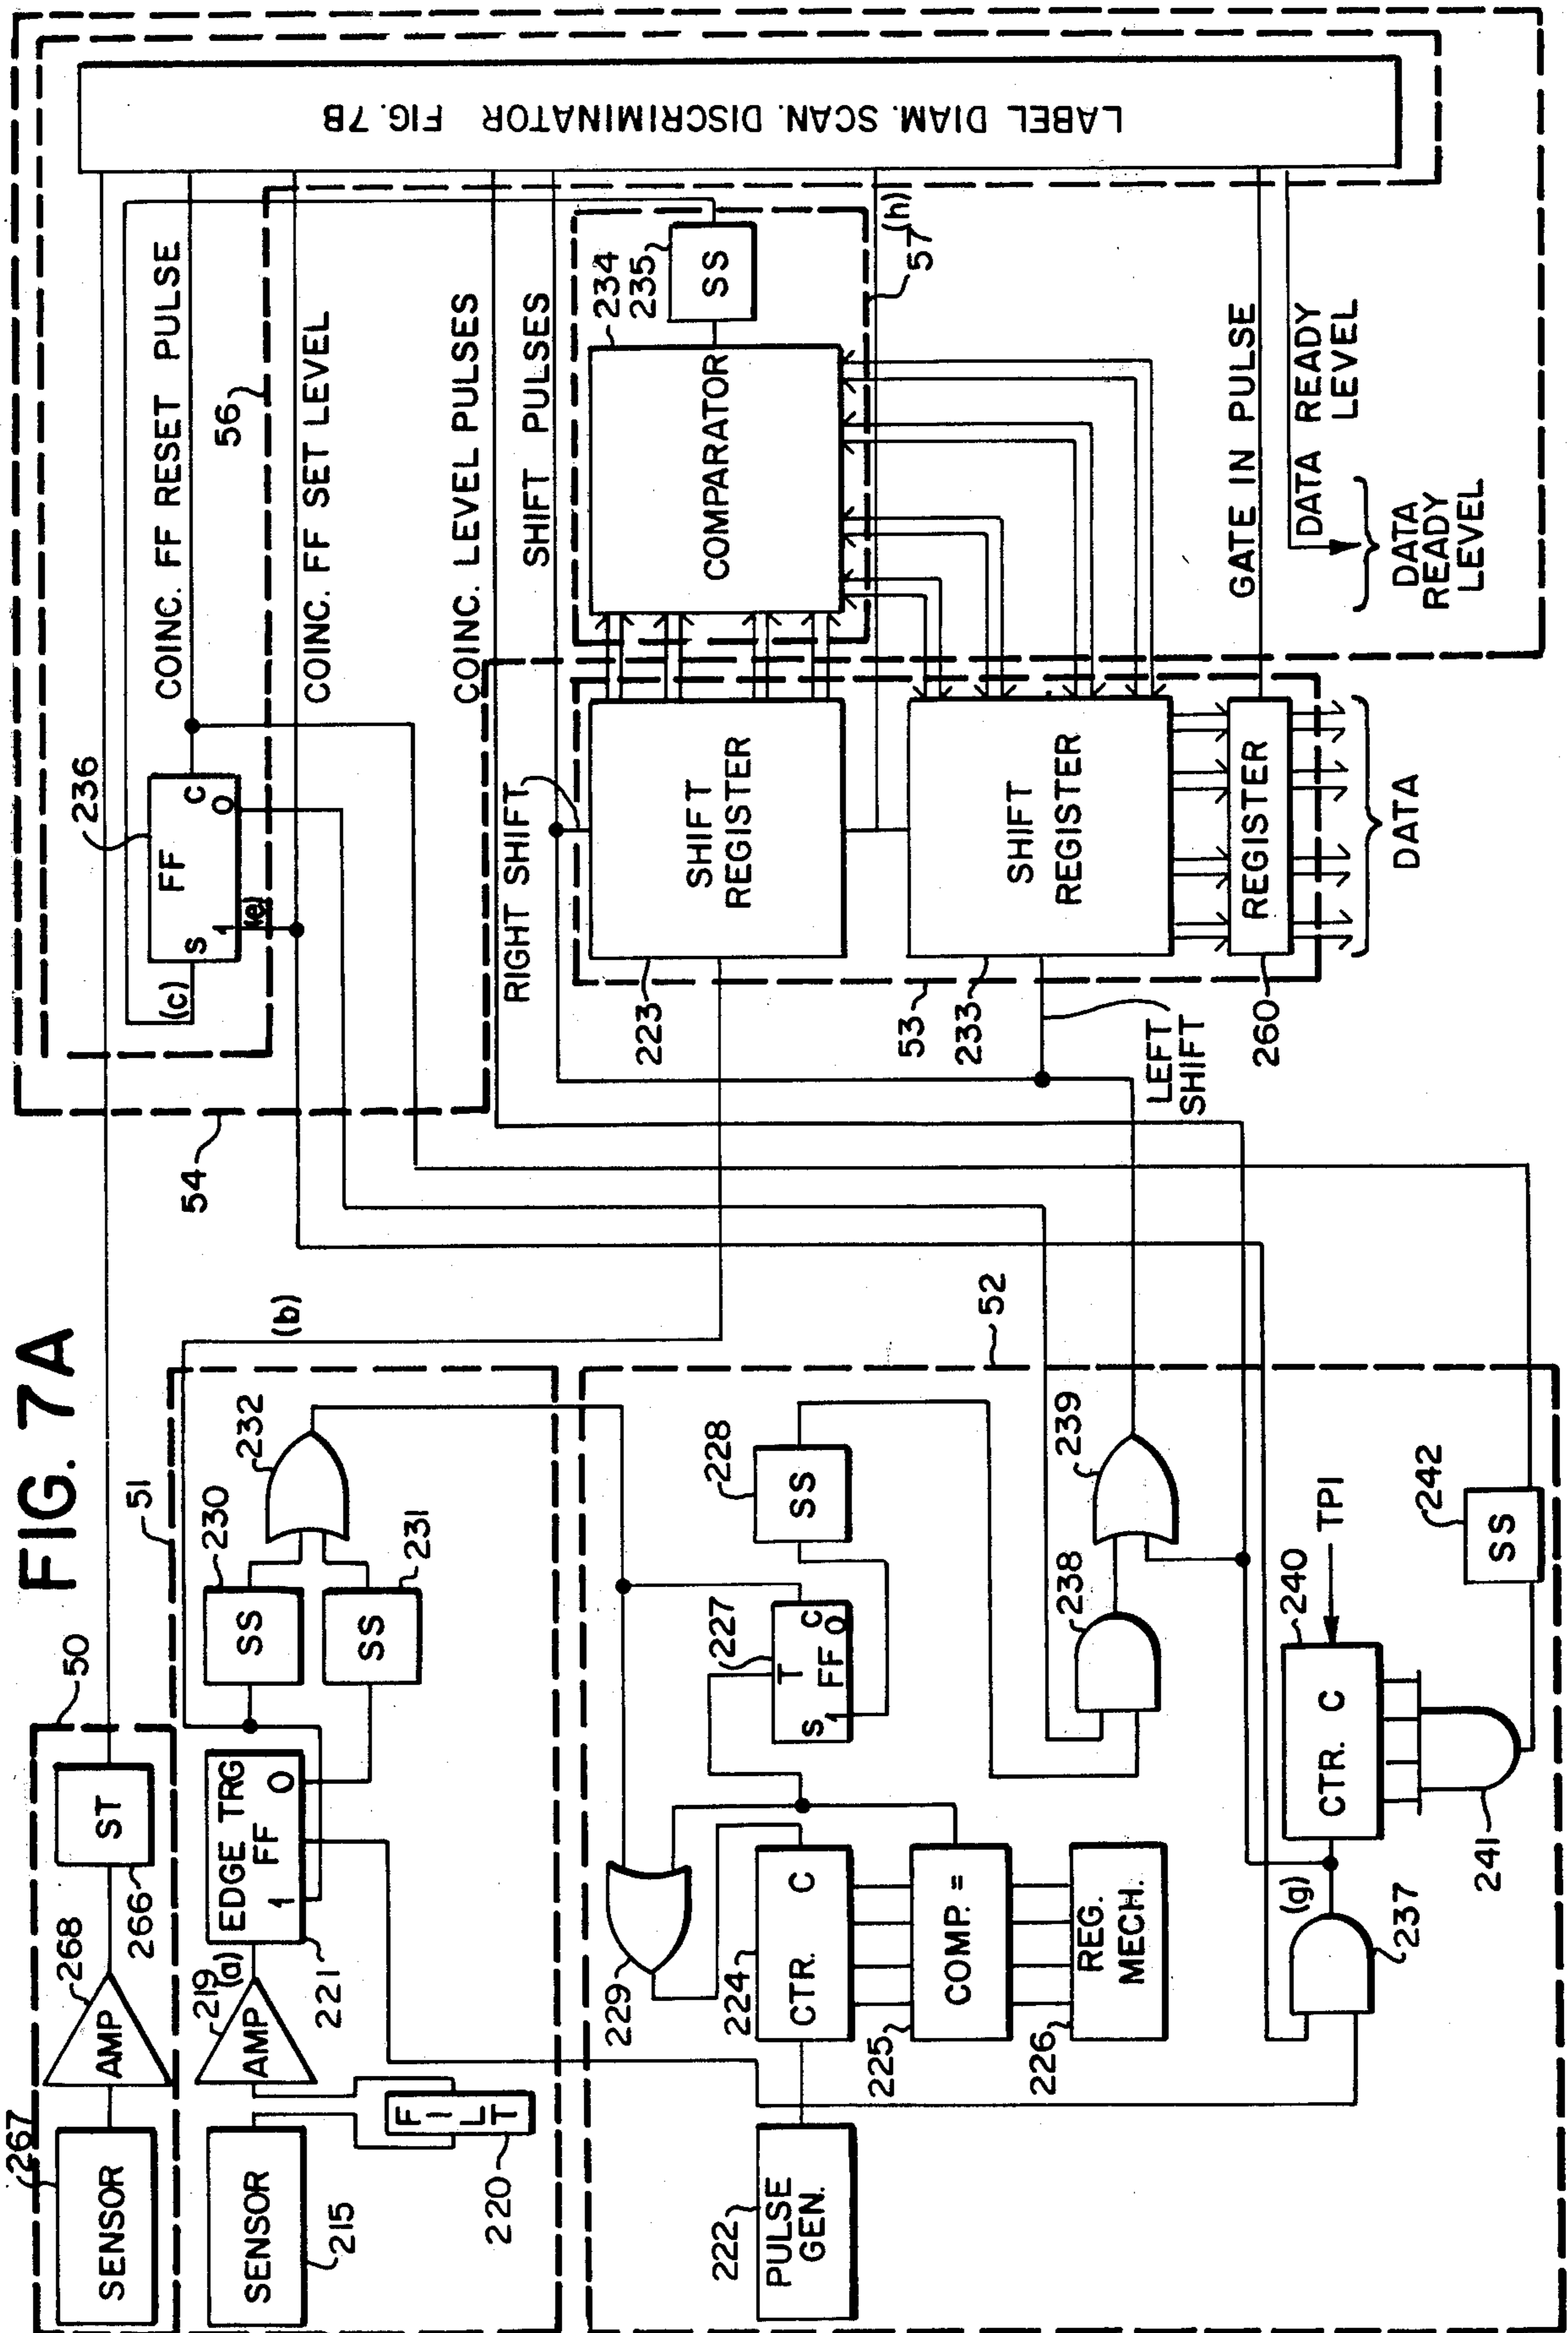 FIG. 7A
267
SENSOR
268
AMP
266
ST
50
51
SENSOR
215
FILT
220
219
(a)
AMP
EDGE TRG
FF
1
0
221
SS
230
SS
231
232
(b)
54
52
222
PULSE
GEN.
229
224
CTR.
C
225
COMP. =
226
REG.
MECH.
227
T
S
C
FF
1
0
SS
228
238
239
237
(g)
240
CTR.
C
TPI
241
SS
242
236
FF
S
C
1
0
(c)
(e)
COINC. FF RESET PULSE
56
COINC. FF SET LEVEL
COINC. LEVEL PULSES
SHIFT PULSES
RIGHT SHIFT
223
SHIFT
REGISTER
53
233
SHIFT
REGISTER
LEFT
SHIFT
260
REGISTER
DATA
COMPARATOR
234
235
SS
(h)
57
GATE IN PULSE
DATA READY
LEVEL
DATA
READY
LEVEL
LABEL DIAM. SCAN. DISCRIMINATOR FIG. 7B